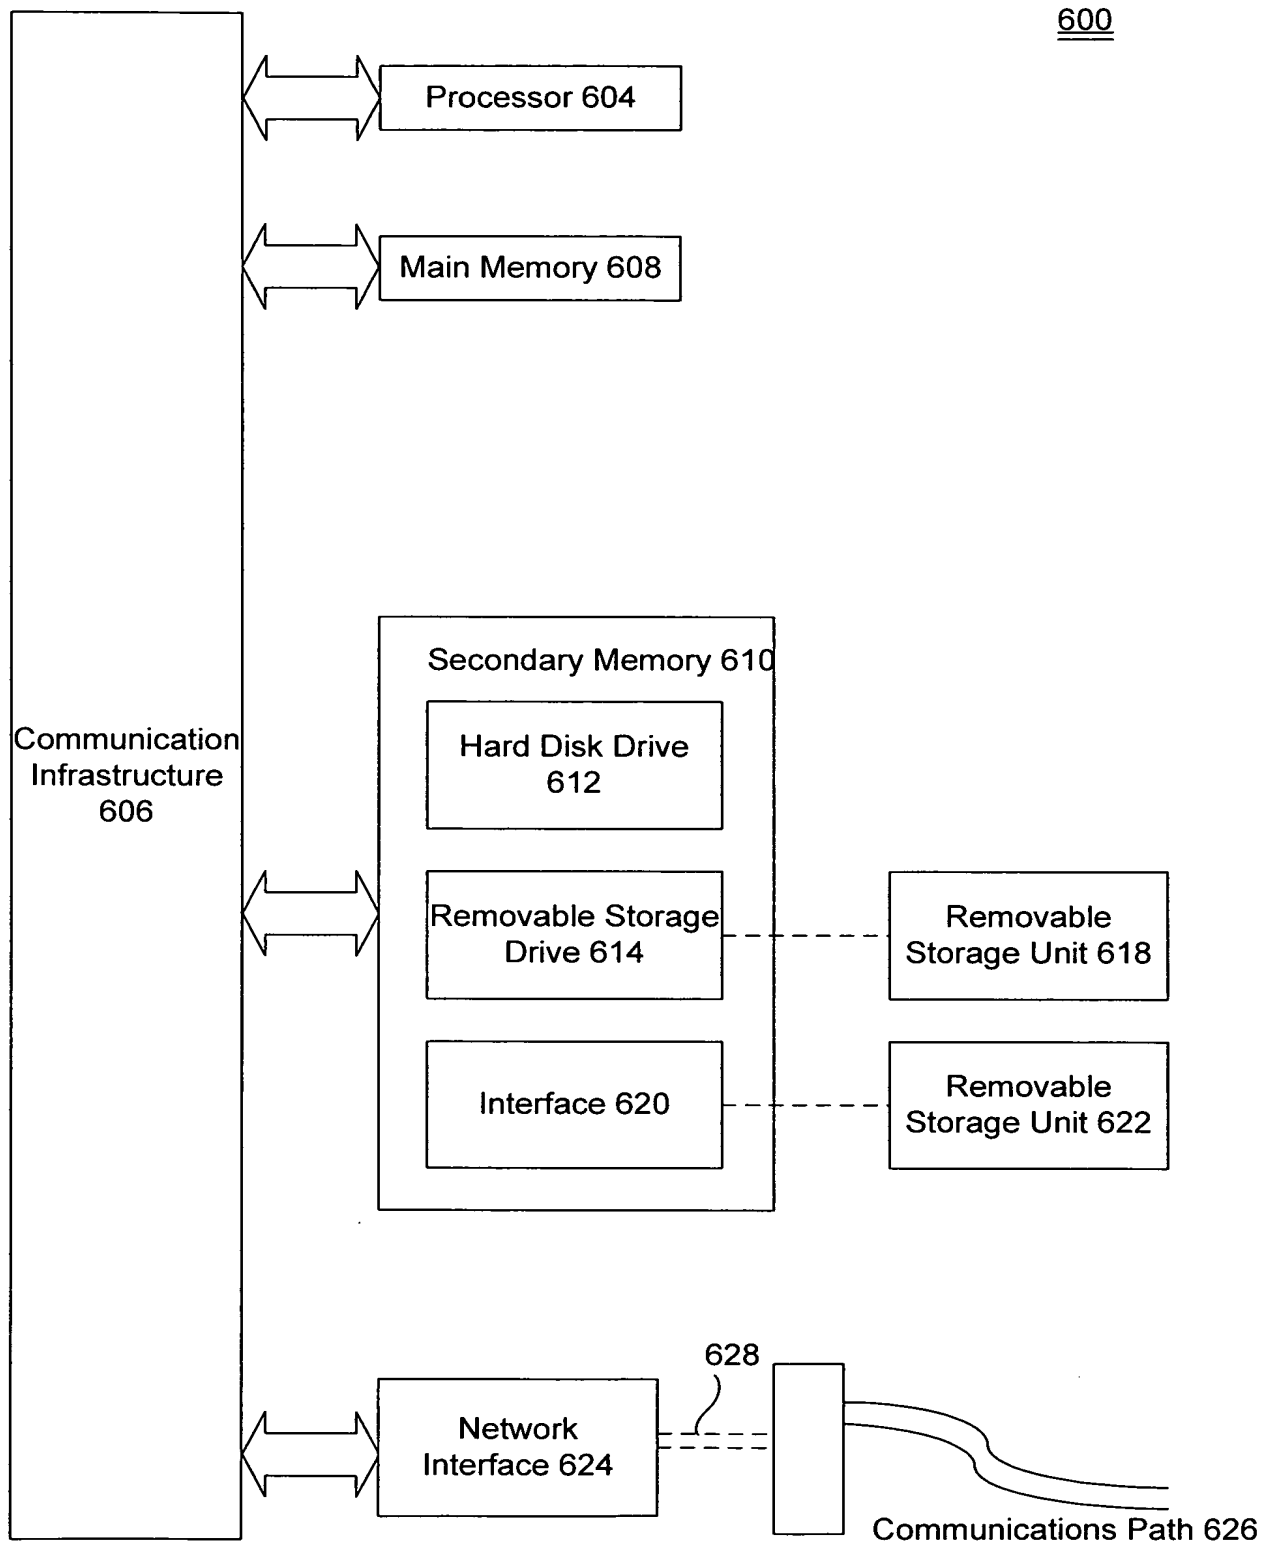 600
Processor 604
Main Memory 608
Secondary Memory 610
Hard Disk Drive
612
Communication
Infrastructure
606
Removable Storage
Drive 614
Removable
Storage Unit 618
Interface 620
Removable
Storage Unit 622
628
Network
Interface 624
Communications Path 626